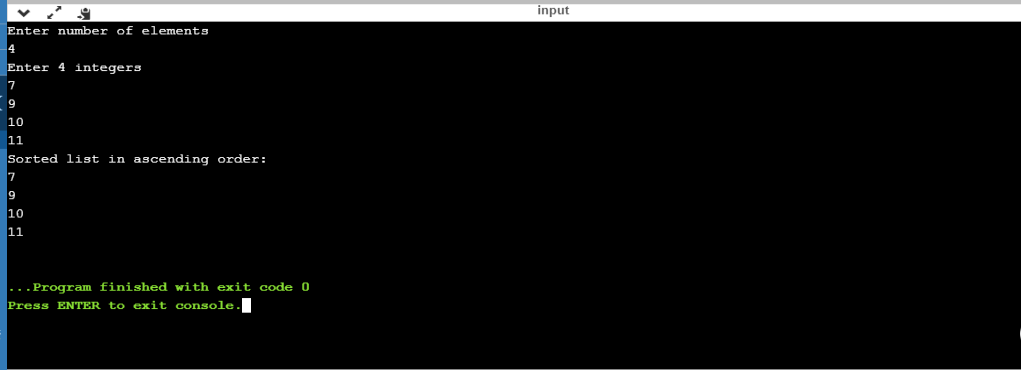 input
Enter number of elements
4
Enter 4 integers
7
9
10
11
Sorted list in ascending order:
7
9
10
11
...Program finished with exit code 0
Press ENTER to exit console.